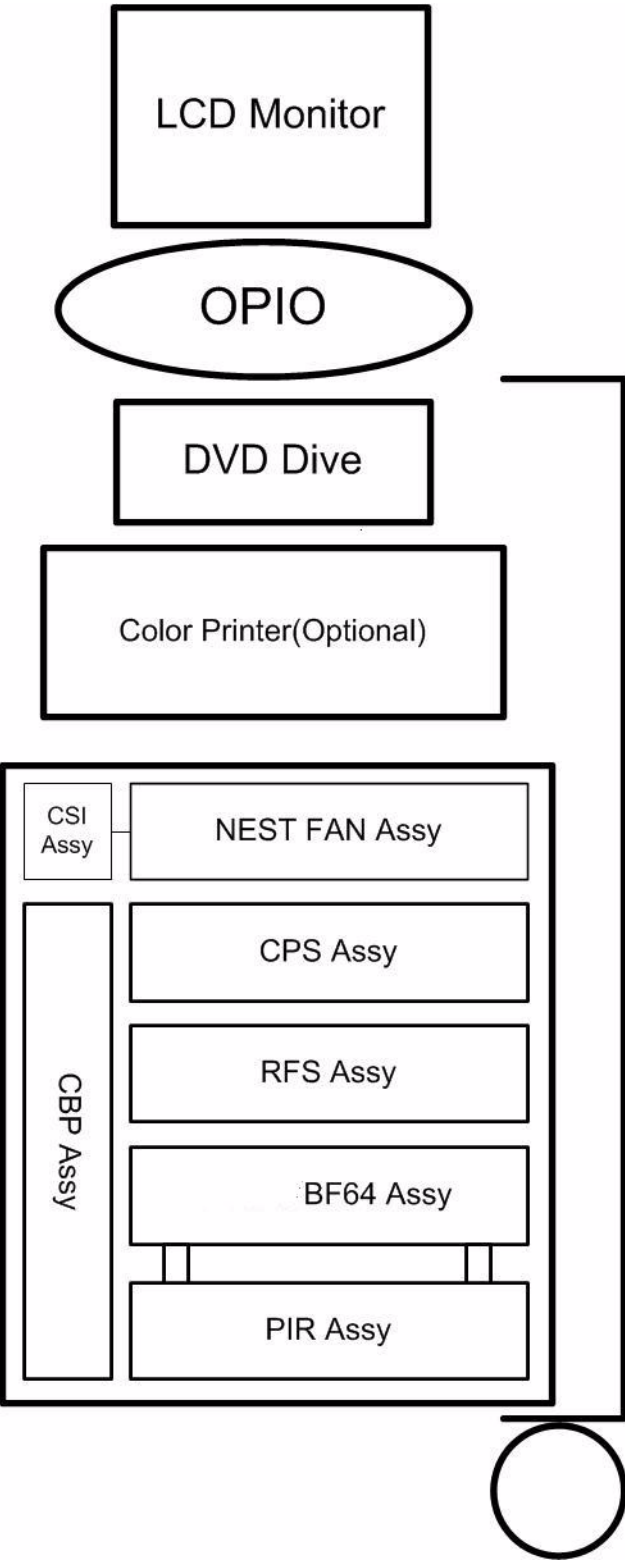 LCD Monitor
OPIO
DVD Dive
Color Printer(Optional)
CSI
Assy
NEST FAN Assy
CPS Assy
RFS Assy
CBP Assy
BF64 Assy
PIR Assy